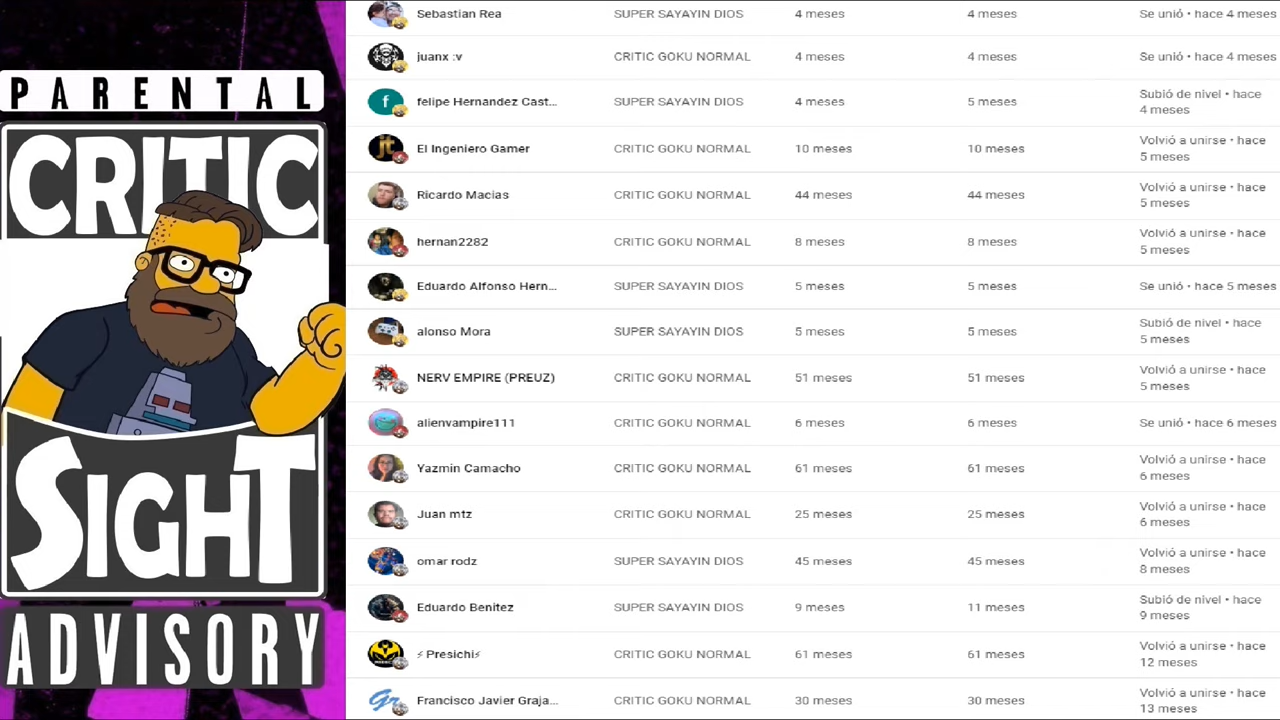 PARENTAL
CRITIC
SIGHT
ADVISORY
Sebastian Rea SUPER SAYAYIN DIOS 4 meses 4 meses Se unió • hace 4 meses
juanx :v CRITIC GOKU NORMAL 4 meses 4 meses Se unió • hace 4 meses
felipe Hernandez Cast... SUPER SAYAYIN DIOS 4 meses 5 meses Subió de nivel • hace
4 meses
El Ingeniero Gamer CRITIC GOKU NORMAL 10 meses 10 meses Volvió a unirse • hace
5 meses
Ricardo Macias CRITIC GOKU NORMAL 44 meses 44 meses Volvió a unirse • hace
5 meses
hernan2282 CRITIC GOKU NORMAL 8 meses 8 meses Volvió a unirse • hace
5 meses
Eduardo Alfonso Hern... SUPER SAYAYIN DIOS 5 meses 5 meses Se unió • hace 5 meses
alonso Mora SUPER SAYAYIN DIOS 5 meses 5 meses Subió de nivel • hace
5 meses
NERV EMPIRE (PREUZ) CRITIC GOKU NORMAL 51 meses 51 meses Volvió a unirse • hace
5 meses
alienvampire111 CRITIC GOKU NORMAL 6 meses 6 meses Se unió • hace 6 meses
Yazmin Camacho CRITIC GOKU NORMAL 61 meses 61 meses Volvió a unirse • hace
6 meses
Juan mtz CRITIC GOKU NORMAL 25 meses 25 meses Volvió a unirse • hace
6 meses
omar rodz SUPER SAYAYIN DIOS 45 meses 45 meses Volvió a unirse • hace
8 meses
Eduardo Benitez SUPER SAYAYIN DIOS 9 meses 11 meses Subió de nivel • hace
9 meses
⚡Presichi⚡ CRITIC GOKU NORMAL 61 meses 61 meses Volvió a unirse • hace
12 meses
Francisco Javier Graja... CRITIC GOKU NORMAL 30 meses 30 meses Volvió a unirse • hace
13 meses